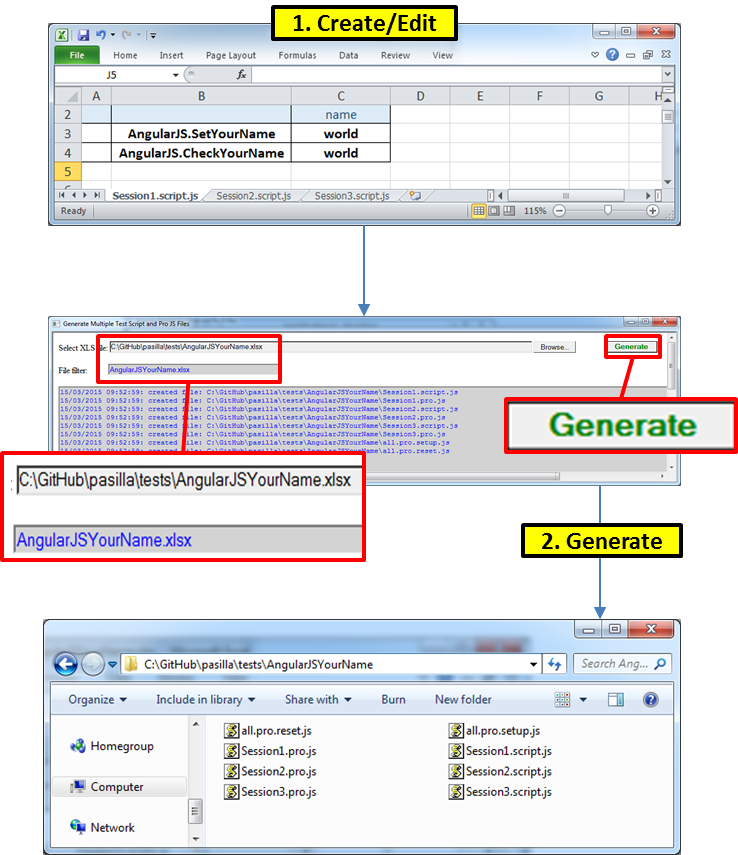 1. Create/Edit
File Home Insert Page Layout Formulas Data Review View
J5 fx
A B C D E F G H
2 name
3 AngularJS.SetYourName world
4 AngularJS.CheckYourName world
5
Session1.script.js Session2.script.js Session3.script.js
Ready 115%
Generate Multiple Test Script and Pro JS Files
Select XLS file: C:\GitHub\pasilla\tests\AngularJSYourName.xlsx Browse... Generate
File filter: AngularJSYourName.xlsx
15/03/2015 09:52:59: created file: C:\GitHub\pasilla\tests\AngularJSYourName\Session1.script.js
15/03/2015 09:52:59: created file: C:\GitHub\pasilla\tests\AngularJSYourName\Session1.pro.js
15/03/2015 09:52:59: created file: C:\GitHub\pasilla\tests\AngularJSYourName\Session2.script.js
15/03/2015 09:52:59: created file: C:\GitHub\pasilla\tests\AngularJSYourName\Session2.pro.js
15/03/2015 09:52:59: created file: C:\GitHub\pasilla\tests\AngularJSYourName\Session3.script.js
15/03/2015 09:52:59: created file: C:\GitHub\pasilla\tests\AngularJSYourName\Session3.pro.js
15/03/2015 09:52:59: created file: C:\GitHub\pasilla\tests\AngularJSYourName\all.pro.setup.js
15/03/2015 09:52:59: created file: C:\GitHub\pasilla\tests\AngularJSYourName\all.pro.reset.js
Generate
: C:\GitHub\pasilla\tests\AngularJSYourName.xlsx
AngularJSYourName.xlsx
2. Generate
C:\GitHub\pasilla\tests\AngularJSYourName Search Ang...
Organize Include in library Share with Burn New folder
Homegroup
Computer
Network
all.pro.reset.js all.pro.setup.js
Session1.pro.js Session1.script.js
Session2.pro.js Session2.script.js
Session3.pro.js Session3.script.js